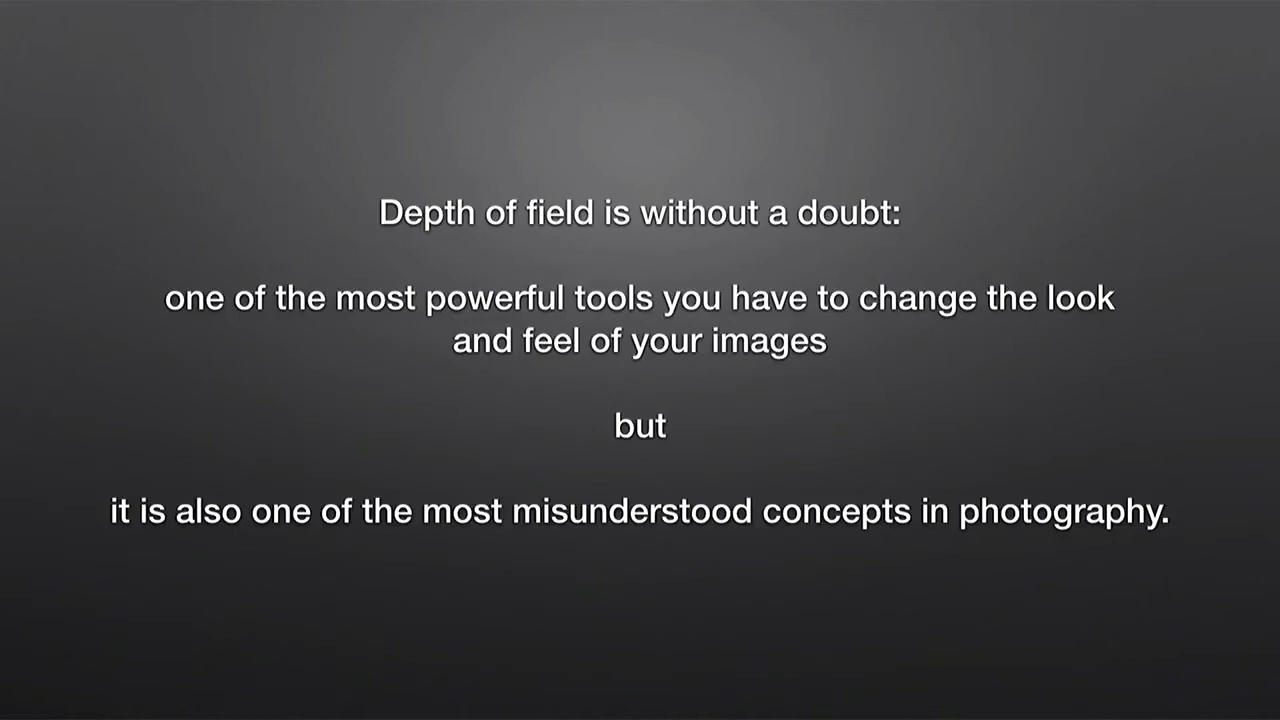 Depth of field is without a doubt:
one of the most powerful tools you have to change the look
and feel of your images
but
it is also one of the most misunderstood concepts in photography.